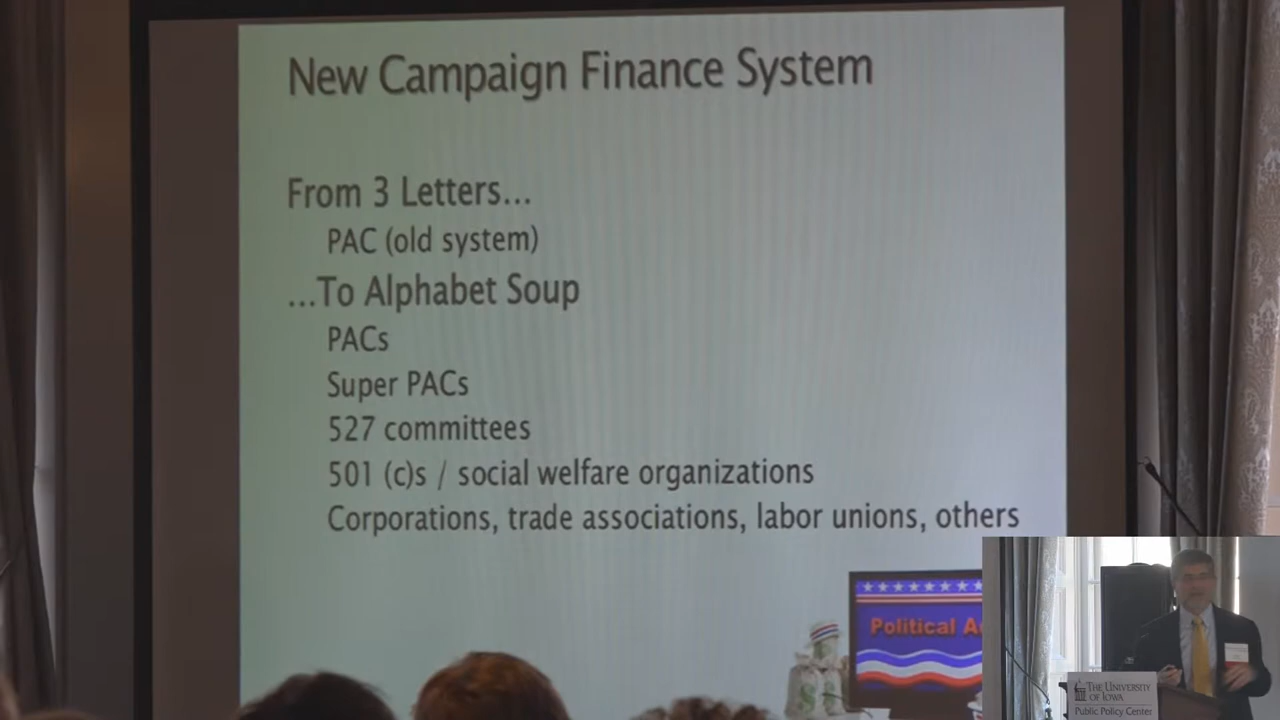 New Campaign Finance System
From 3 Letters...
PAC (old system)
...To Alphabet Soup
PACs
Super PACs
527 committees
501 (c)s / social welfare organizations
Corporations, trade associations, labor unions, others
Political
THE UNIVERSITY
OF IOWA
Public Policy Center